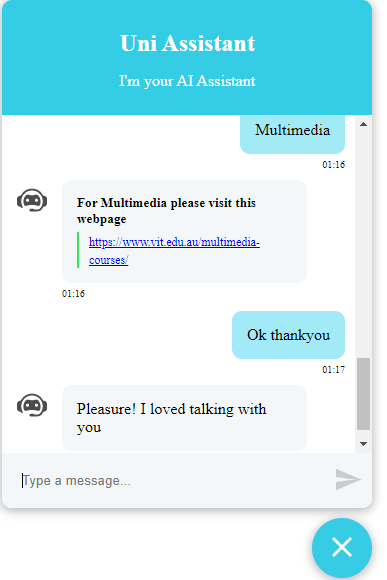 Uni Assistant
I'm your AI Assistant
Multimedia
01:16
For Multimedia please visit this
webpage
https://www.vit.edu.au/multimedia-
courses/
01:16
Ok thankyou
01:17
Pleasure! I loved talking with
you
Type a message...